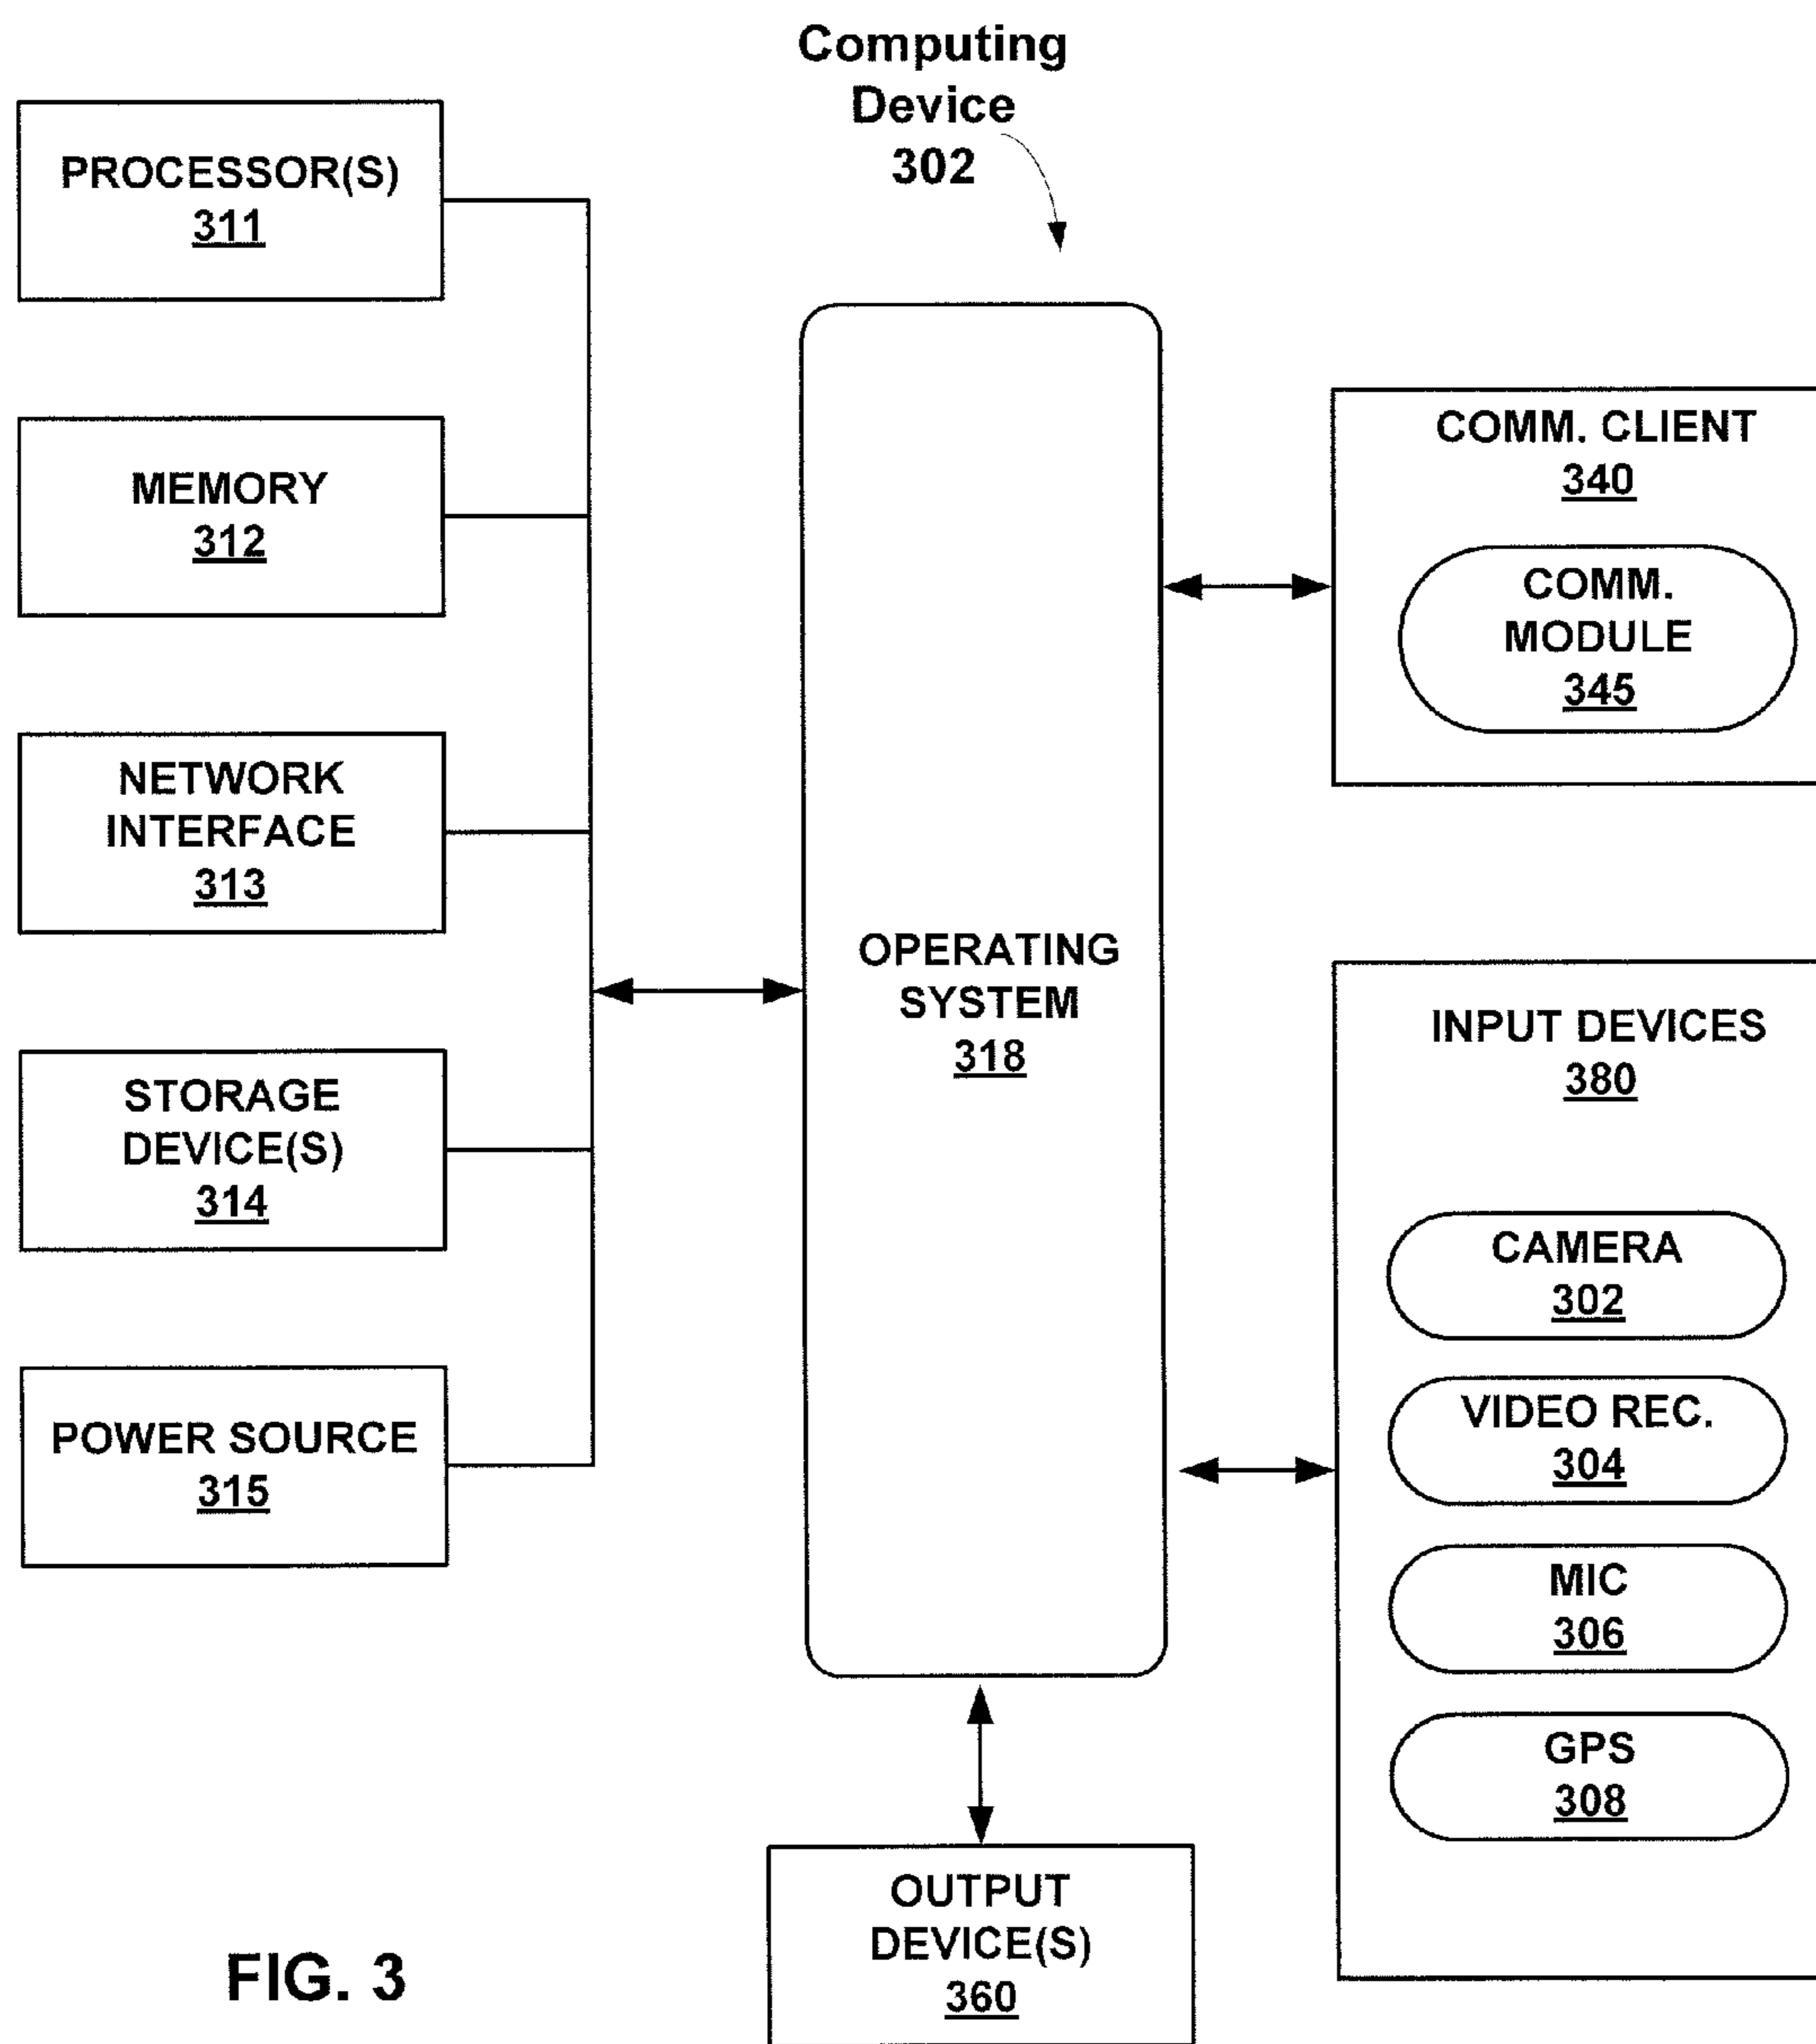 Computing
Device
302
PROCESSOR(S)
311
MEMORY
312
NETWORK
INTERFACE
313
STORAGE
DEVICE(S)
314
POWER SOURCE
315
OPERATING
SYSTEM
318
COMM. CLIENT
340
COMM.
MODULE
345
INPUT DEVICES
380
CAMERA
302
VIDEO REC.
304
MIC
306
GPS
308
OUTPUT
DEVICE(S)
360
FIG. 3